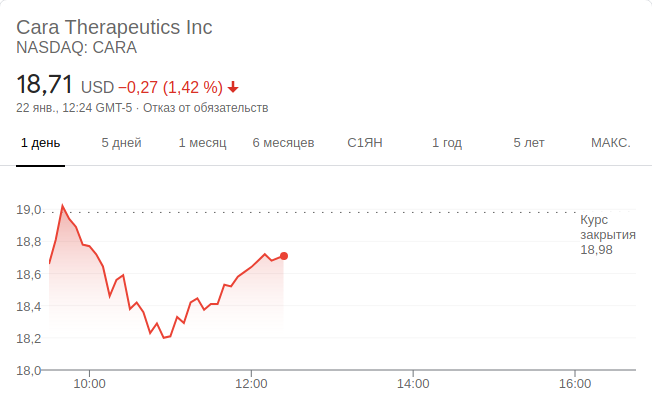 Cara Therapeutics Inc
NASDAQ: CARA
18,71 USD −0,27 (1,42 %)
22 янв., 12:24 GMT-5 · Отказ от обязательств
1 день 5 дней 1 месяц 6 месяцев С1ЯН 1 год 5 лет МАКС.
19,0
Курс
закрытия
18,98
18,8
18,6
18,4
18,2
18,0
10:00 12:00 14:00 16:00